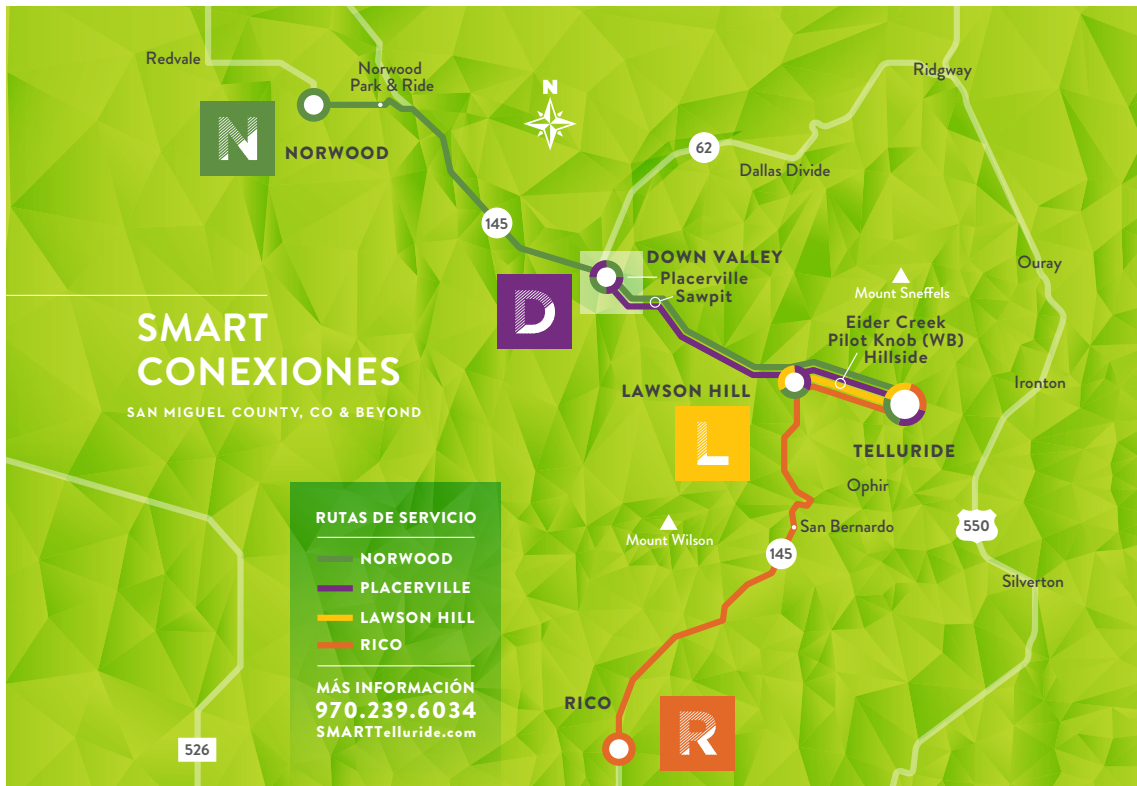 Redvale
Norwood
Park & Ride
N
Ridgway
N
NORWOOD
62
Dallas Divide
145
DOWN VALLEY
Placerville
Sawpit
Ouray
Mount Sneffels
D
SMART
CONEXIONES
SAN MIGUEL COUNTY, CO & BEYOND
Eider Creek
Pilot Knob (WB)
Hillside
Ironton
LAWSON HILL
L
TELLURIDE
Ophir
San Bernardo
550
Mount Wilson
145
Silverton
RUTAS DE SERVICIO
NORWOOD
PLACERVILLE
LAWSON HILL
RICO
MÁS INFORMACIÓN
970.239.6034
SMARTTelluride.com
RICO
R
526